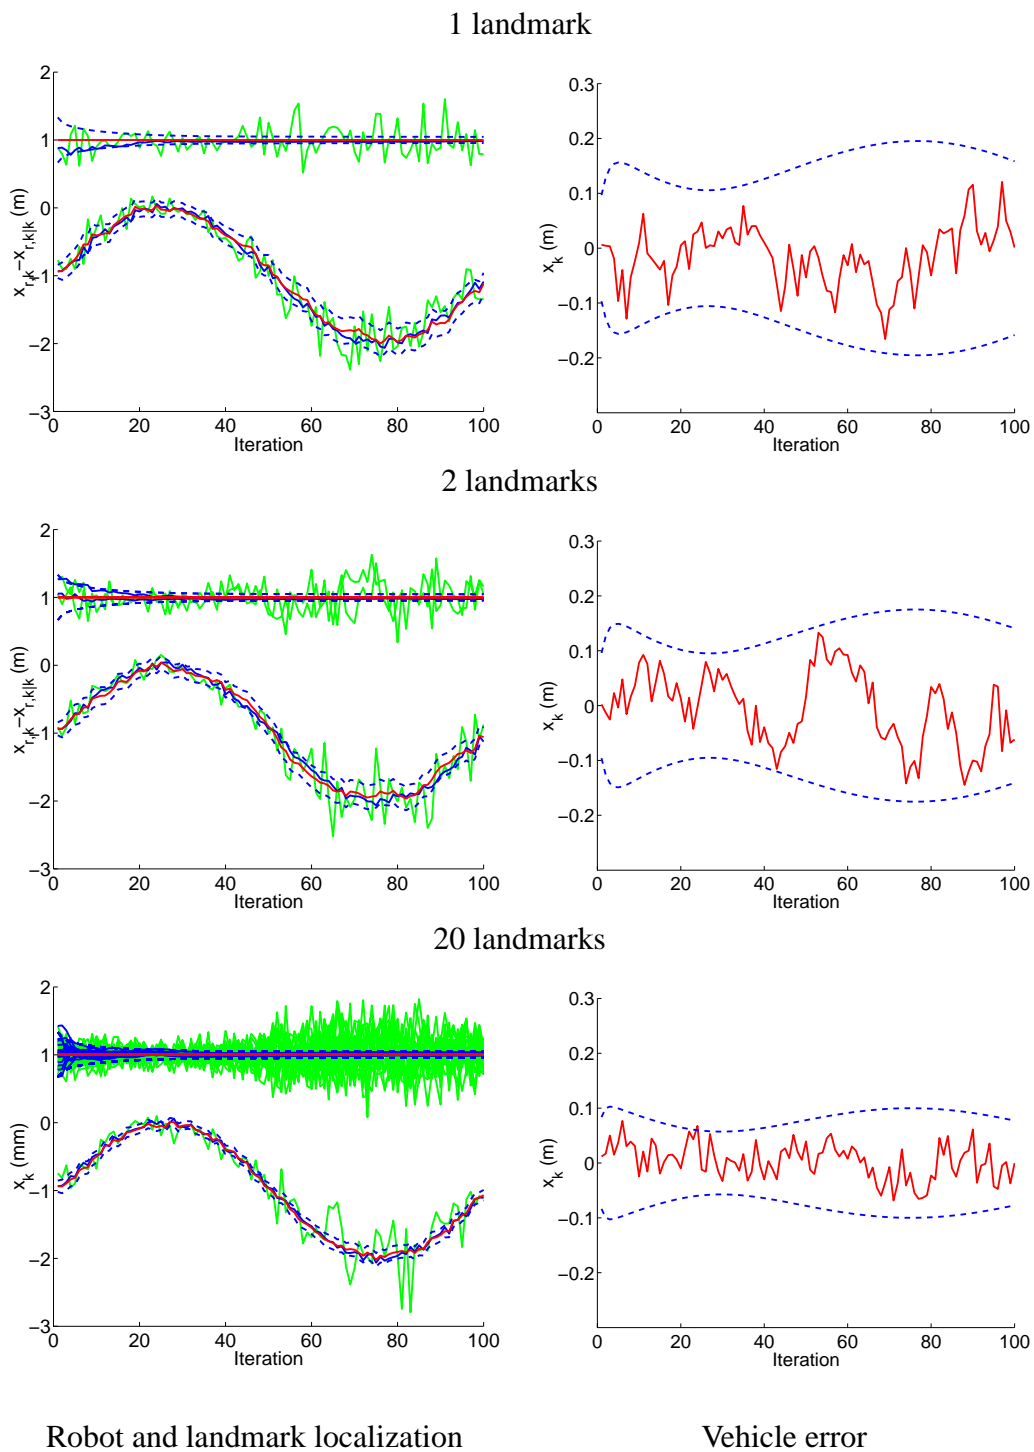 1 landmark
2
1
0
−1
−2
−3
0 20 40 60 80 100
Iteration
x_{r,k}−x_{r,k|k} (m)
0.3
0.2
0.1
0
−0.1
−0.2
0 20 40 60 80 100
Iteration
x_k (m)
2 landmarks
2
1
0
−1
−2
−3
0 20 40 60 80 100
Iteration
x_{r,k}−x_{r,k|k} (m)
0.3
0.2
0.1
0
−0.1
−0.2
0 20 40 60 80 100
Iteration
x_k (m)
20 landmarks
2
1
0
−1
−2
−3
0 20 40 60 80 100
Iteration
x_k (mm)
0.3
0.2
0.1
0
−0.1
−0.2
0 20 40 60 80 100
Iteration
x_k (m)
Robot and landmark localization
Vehicle error